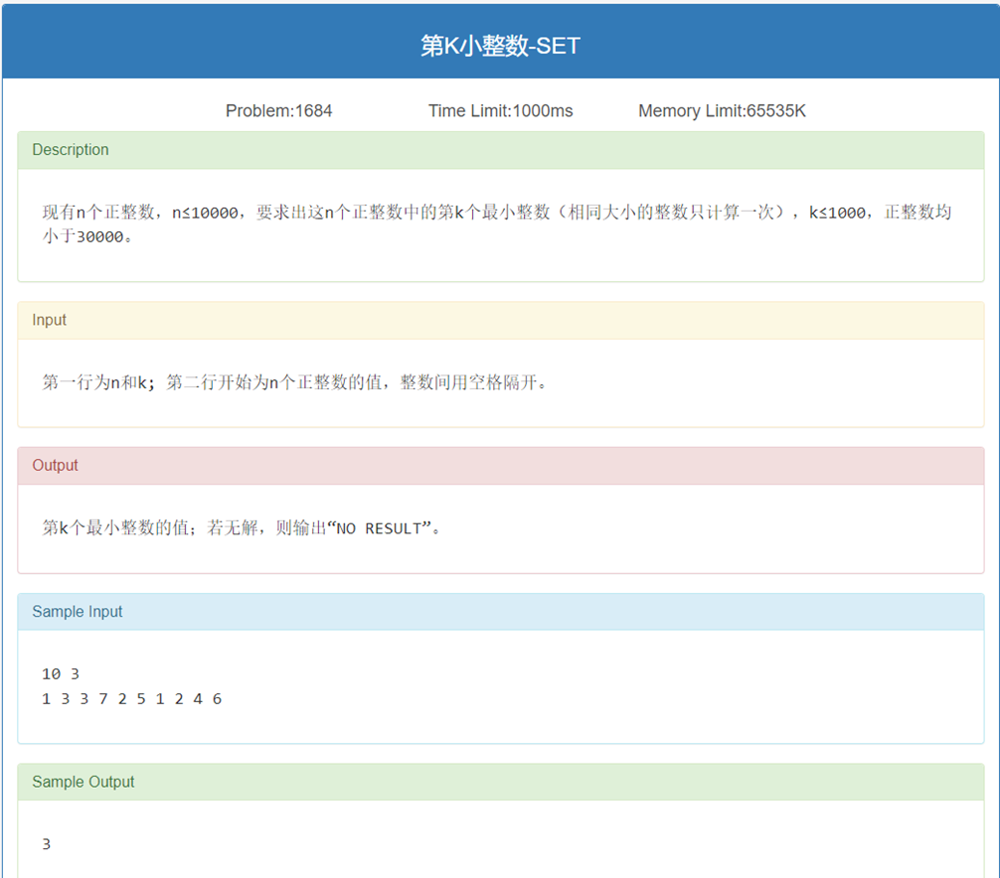 第K小整数-SET
Problem:1684 Time Limit:1000ms Memory Limit:65535K
Description
现有n个正整数，n≤10000，要求出这n个正整数中的第k个最小整数（相同大小的整数只计算一次），k≤1000，正整数均
小于30000。
Input
第一行为n和k; 第二行开始为n个正整数的值，整数间用空格隔开。
Output
第k个最小整数的值；若无解，则输出“NO RESULT”。
Sample Input
10 3
1 3 3 7 2 5 1 2 4 6
Sample Output
3